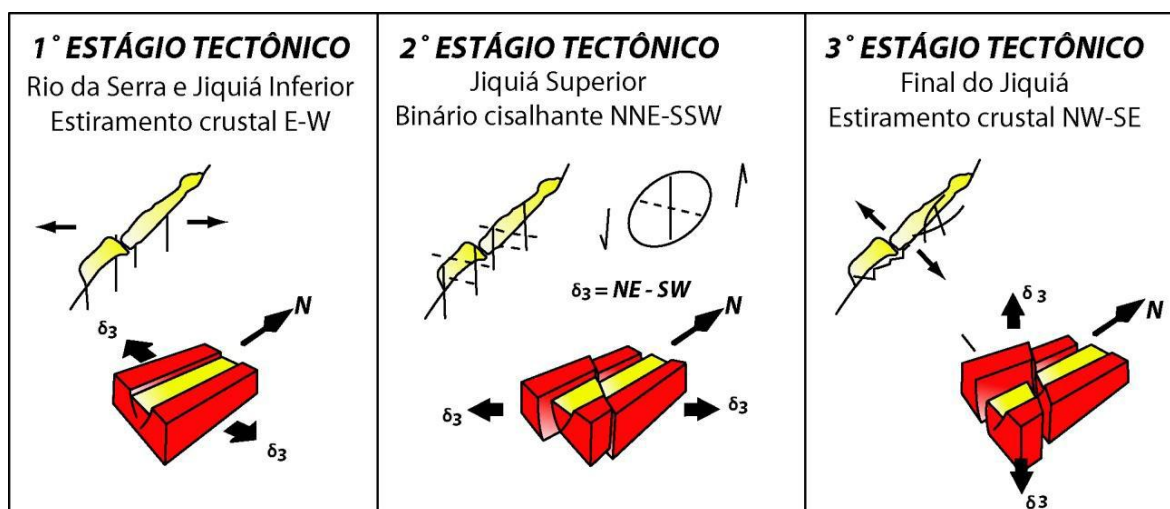 1° ESTÁGIO TECTÔNICO
Rio da Serra e Jiquiá Inferior
Estiramento crustal E-W
N
δ3
δ3
2° ESTÁGIO TECTÔNICO
Jiquiá Superior
Binário cisalhante NNE-SSW
δ3 = NE - SW
N
δ3
δ3
3° ESTÁGIO TECTÔNICO
Final do Jiquiá
Estiramento crustal NW-SE
δ3
N
δ3